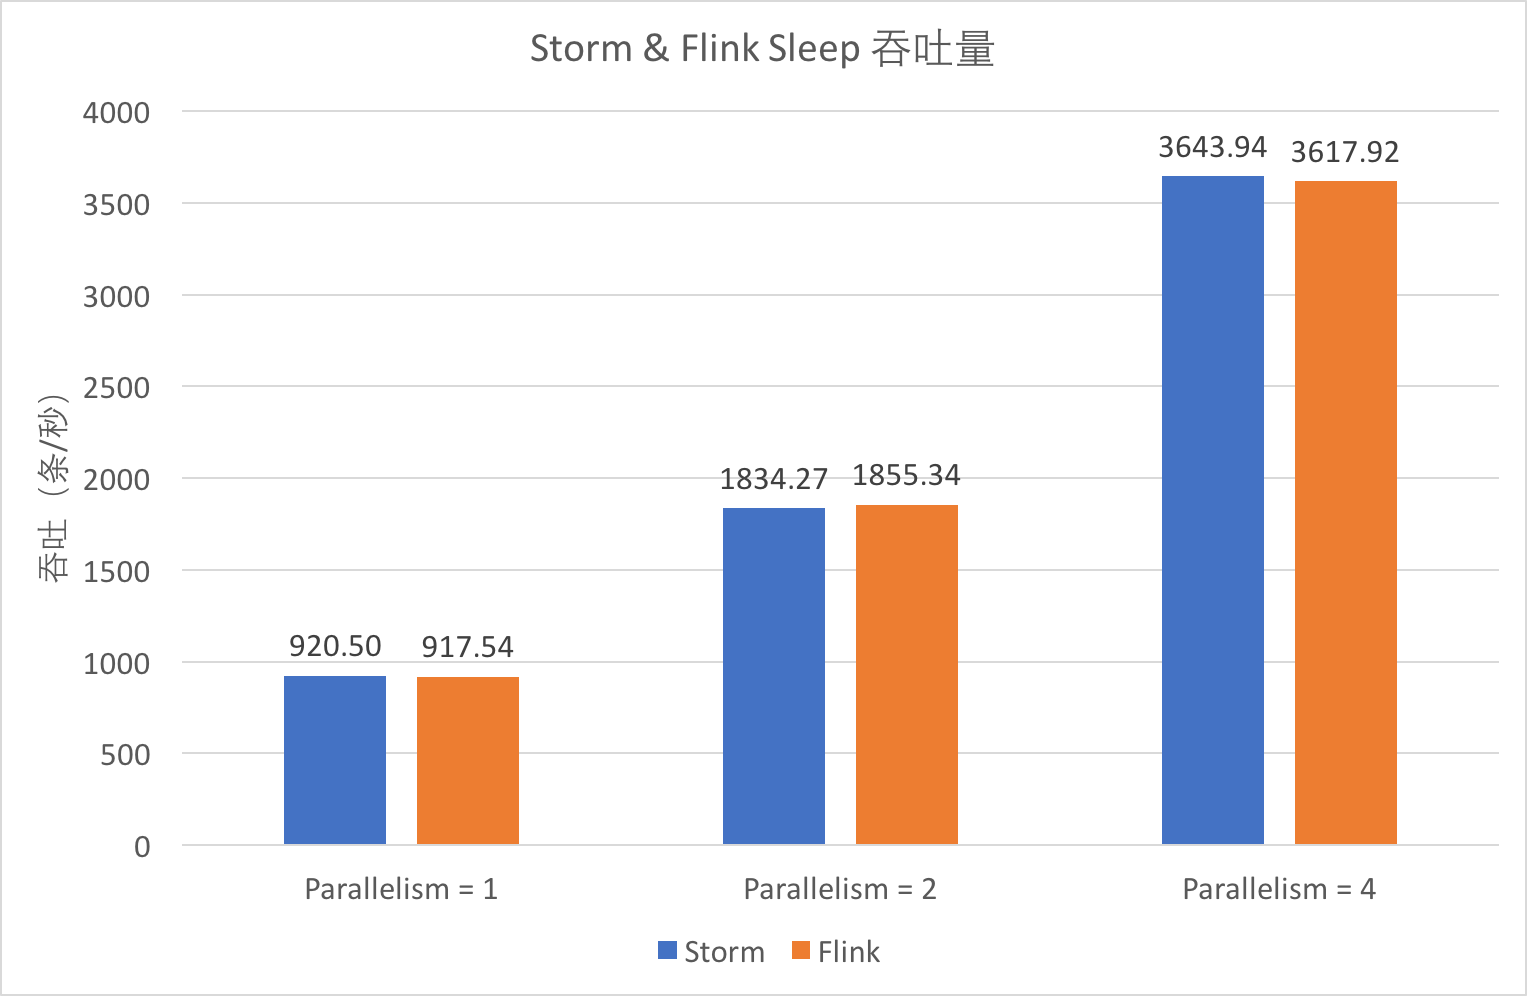 Storm & Flink Sleep 吞吐量
吞吐（条/秒）
4000
3500
3000
2500
2000
1500
1000
500
0
920.50
917.54
1834.27
1855.34
3643.94
3617.92
Parallelism = 1
Parallelism = 2
Parallelism = 4
Storm
Flink